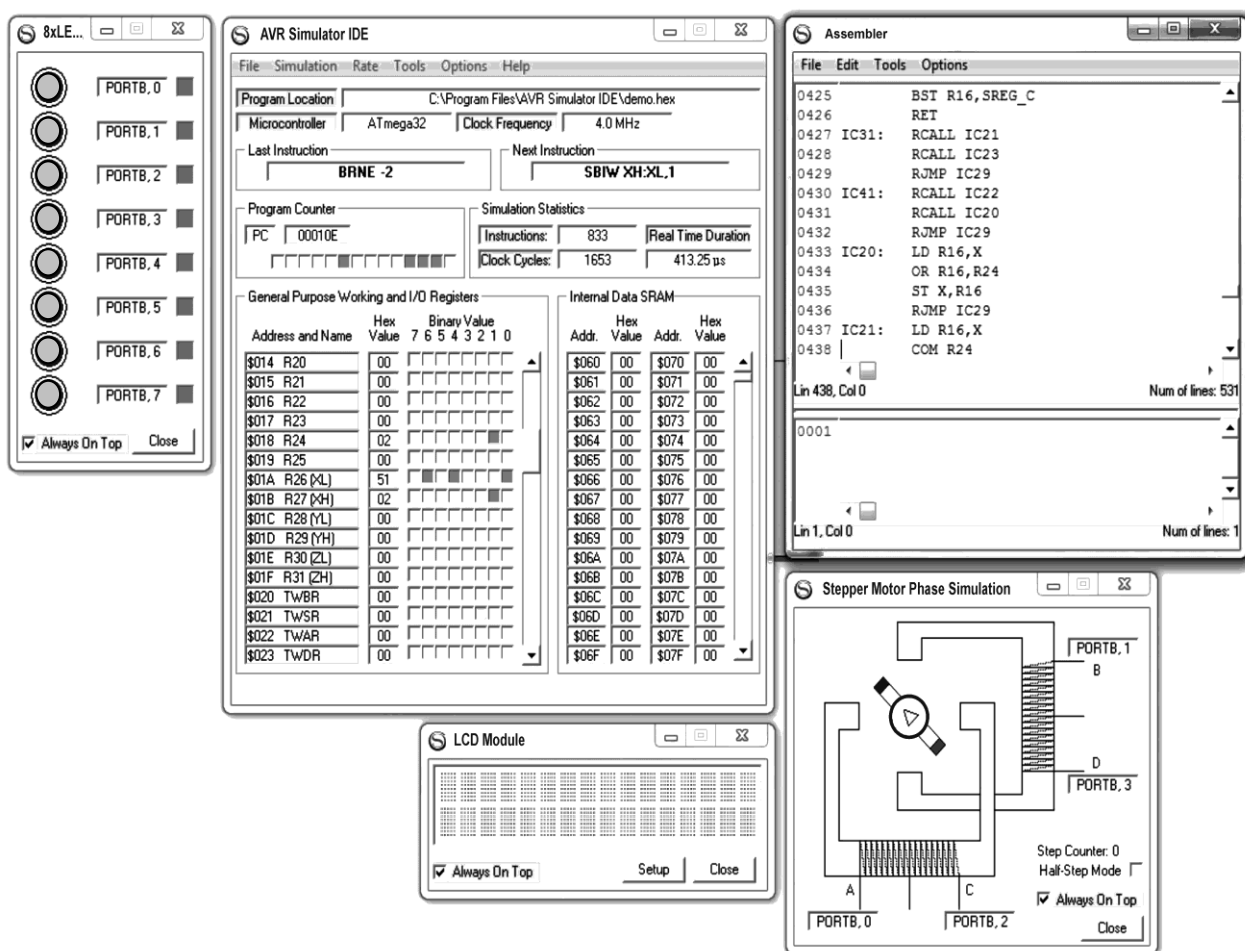 8xLE...
PORTB, 0
PORTB, 1
PORTB, 2
PORTB, 3
PORTB, 4
PORTB, 5
PORTB, 6
PORTB, 7
Always On Top Close
AVR Simulator IDE
File Simulation Rate Tools Options Help
Program Location C:\Program Files\AVR Simulator IDE\demo.hex
Microcontroller ATmega32 Clock Frequency 4.0 MHz
Last Instruction Next Instruction
BRNE -2 SBIW XH:XL,1
Program Counter Simulation Statistics
PC 00010E Instructions: 833 Real Time Duration
Clock Cycles: 1653 413.25 µs
General Purpose Working and I/O Registers Internal Data SRAM
Hex Binary Value Hex Hex
Address and Name Value 7 6 5 4 3 2 1 0 Addr. Value Addr. Value
$014 R20 00 $060 00 $070 00
$015 R21 00 $061 00 $071 00
$016 R22 00 $062 00 $072 00
$017 R23 00 $063 00 $073 00
$018 R24 02 $064 00 $074 00
$019 R25 00 $065 00 $075 00
$01A R26 (XL) 51 $066 00 $076 00
$01B R27 (XH) 02 $067 00 $077 00
$01C R28 (YL) 00 $068 00 $078 00
$01D R29 (YH) 00 $069 00 $079 00
$01E R30 (ZL) 00 $06A 00 $07A 00
$01F R31 (ZH) 00 $06B 00 $07B 00
$020 TWBR 00 $06C 00 $07C 00
$021 TWSR 00 $06D 00 $07D 00
$022 TWAR 00 $06E 00 $07E 00
$023 TWDR 00 $06F 00 $07F 00
Assembler
File Edit Tools Options
0425 BST R16,SREG_C
0426 RET
0427 IC31: RCALL IC21
0428 RCALL IC23
0429 RJMP IC29
0430 IC41: RCALL IC22
0431 RCALL IC20
0432 RJMP IC29
0433 IC20: LD R16,X
0434 OR R16,R24
0435 ST X,R16
0436 RJMP IC29
0437 IC21: LD R16,X
0438 COM R24
Lin 438, Col 0 Num of lines: 531
0001
Lin 1, Col 0 Num of lines: 1
LCD Module
Always On Top Setup Close
Stepper Motor Phase Simulation
PORTB, 1
B
D
PORTB, 3
Step Counter: 0
Half-Step Mode
A C
Always On Top
PORTB, 0 PORTB, 2
Close